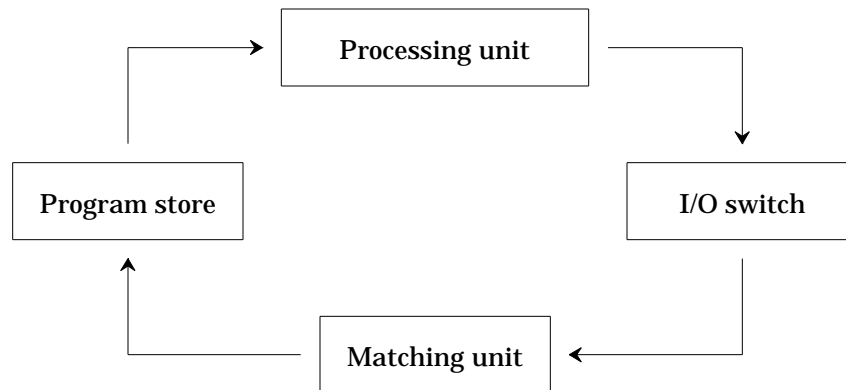 Processing unit
Program store
I/O switch
Matching unit